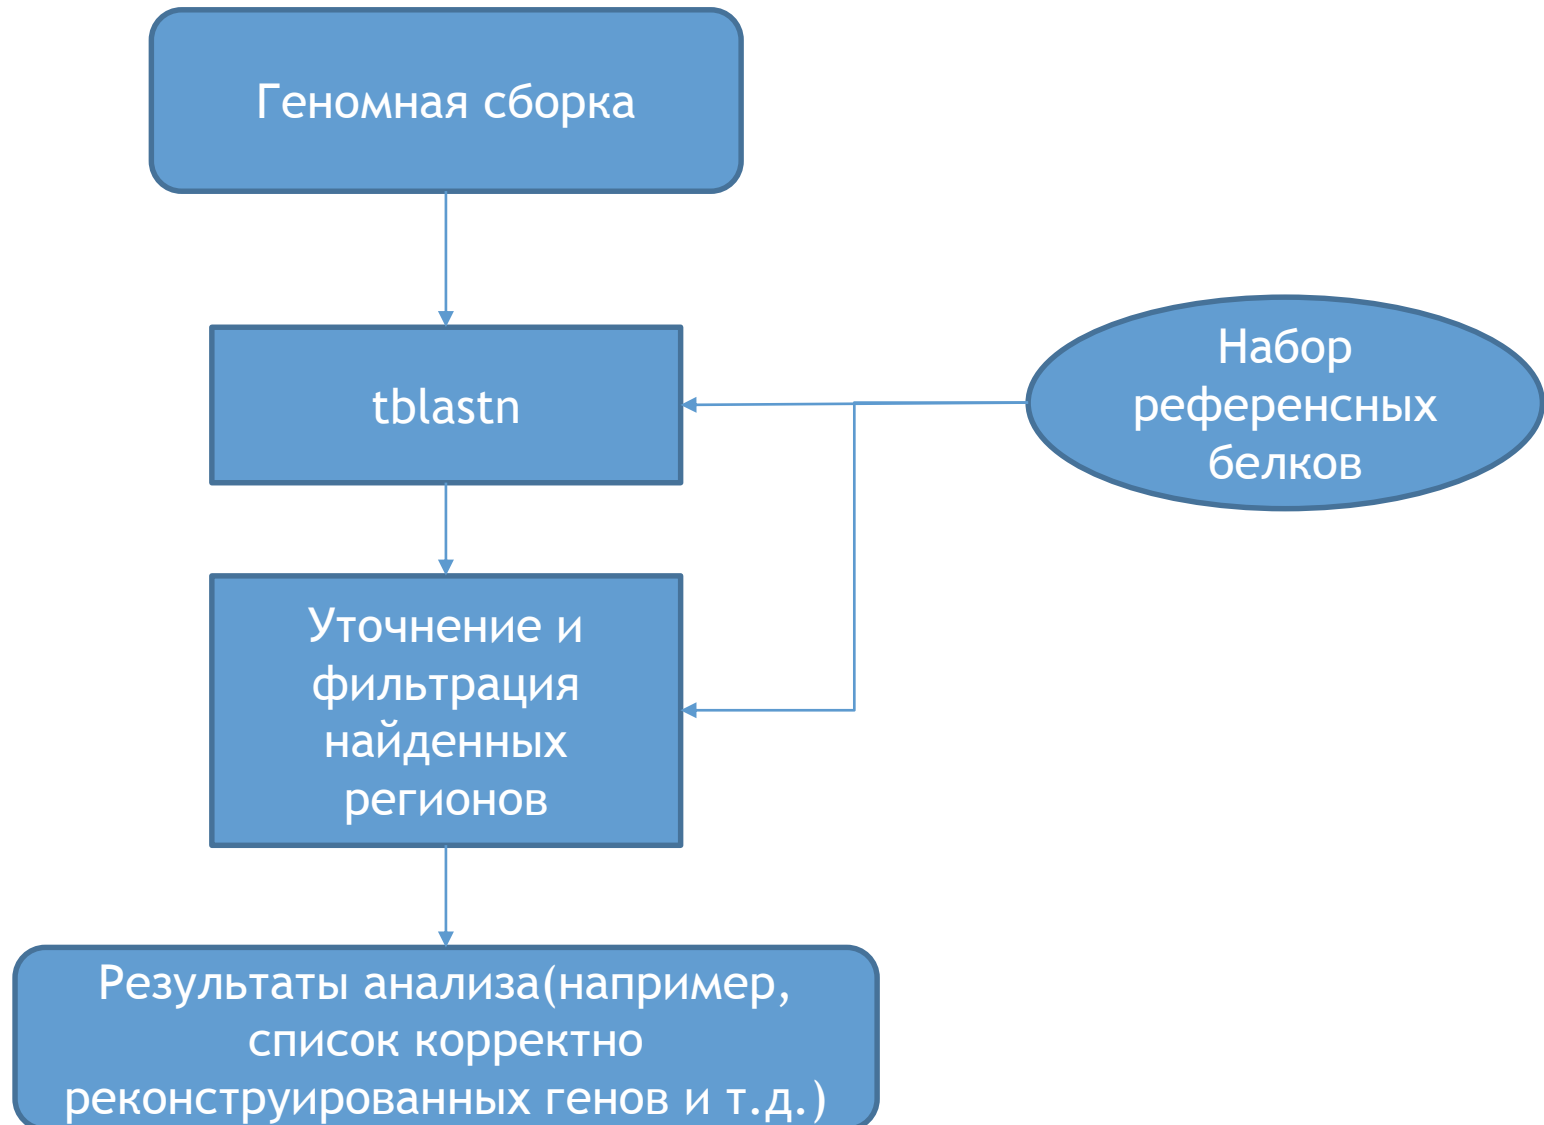 Геномная сборка
tblastn
Набор
референсных
белков
Уточнение и
фильтрация
найденных
регионов
Результаты анализа(например,
список корректно
реконструированных генов и т.д.)